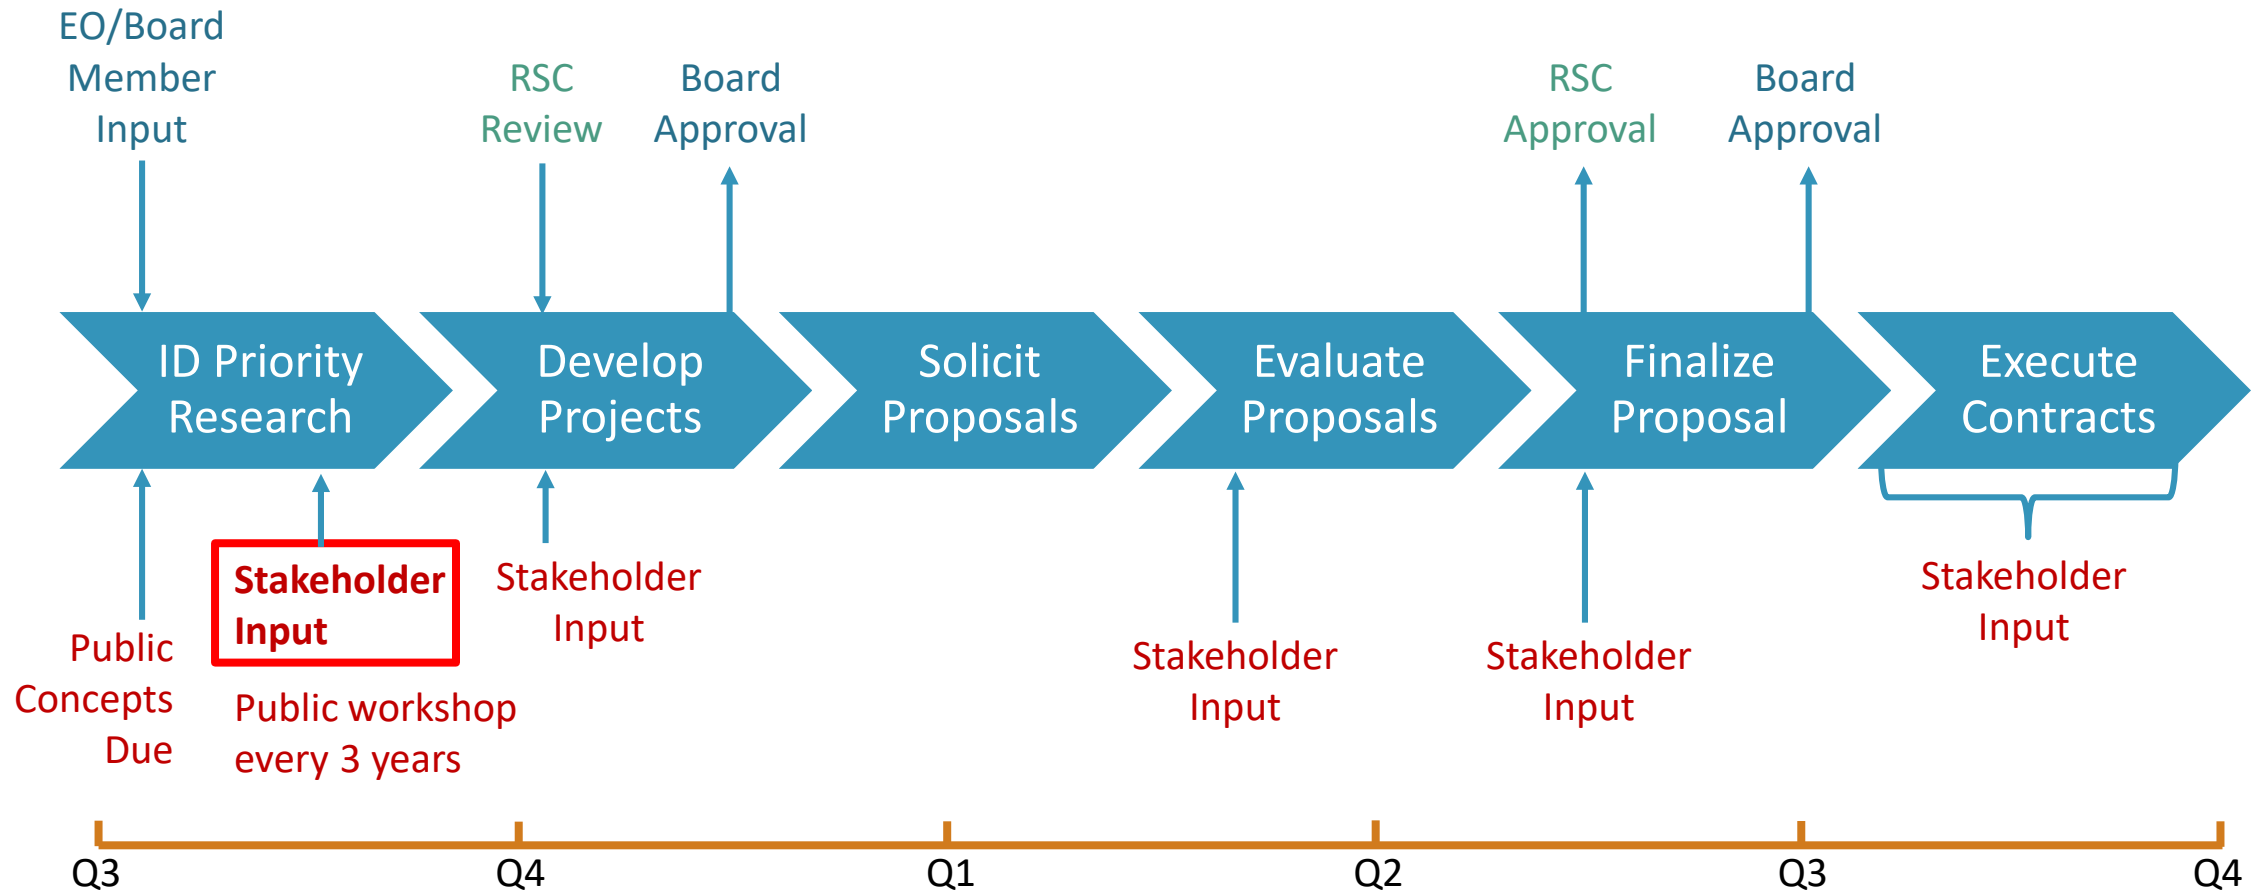 EO/Board
Member
Input
RSC
Review
Board
Approval
RSC
Approval
Board
Approval
ID Priority
Research
Develop
Projects
Solicit
Proposals
Evaluate
Proposals
Finalize
Proposal
Execute
Contracts
Public
Concepts
Due
Stakeholder
Input
Public workshop
every 3 years
Stakeholder
Input
Stakeholder
Input
Stakeholder
Input
Stakeholder
Input
Q3
Q4
Q1
Q2
Q3
Q4